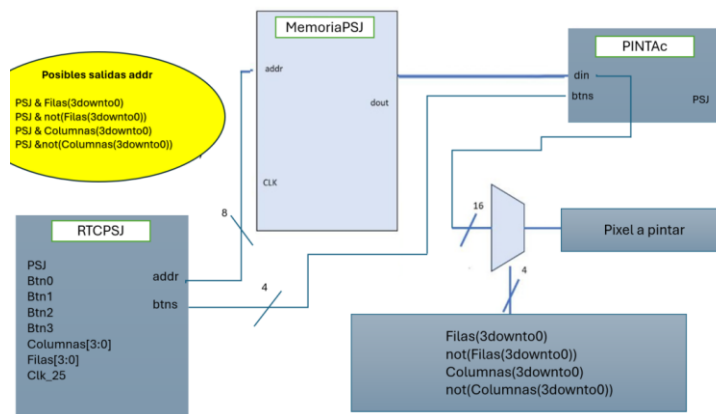 MemoriaPSJ
addr
dout
CLK
PINTAc
din
btns
PSJ
Posibles salidas addr
PSJ & Filas(3downto0)
PSJ & not(Filas(3downto0))
PSJ & Columnas(3downto0)
PSJ &not(Columnas(3downto0))
8
4
16
4
RTCPSJ
PSJ
Btn0
Btn1
Btn2
Btn3
Columnas[3:0]
Filas[3:0]
Clk_25
addr
btns
Pixel a pintar
Filas(3downto0)
not(Filas(3downto0))
Columnas(3downto0)
not(Columnas(3downto0))